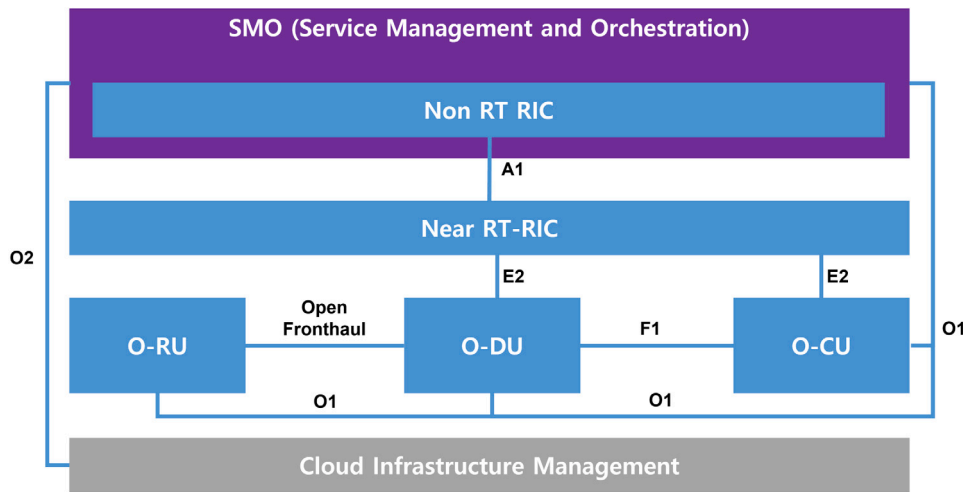 SMO (Service Management and Orchestration)
Non RT RIC
A1
Near RT-RIC
O2
E2
E2
Open
Fronthaul
F1
O1
O-RU
O-DU
O-CU
O1
O1
Cloud Infrastructure Management